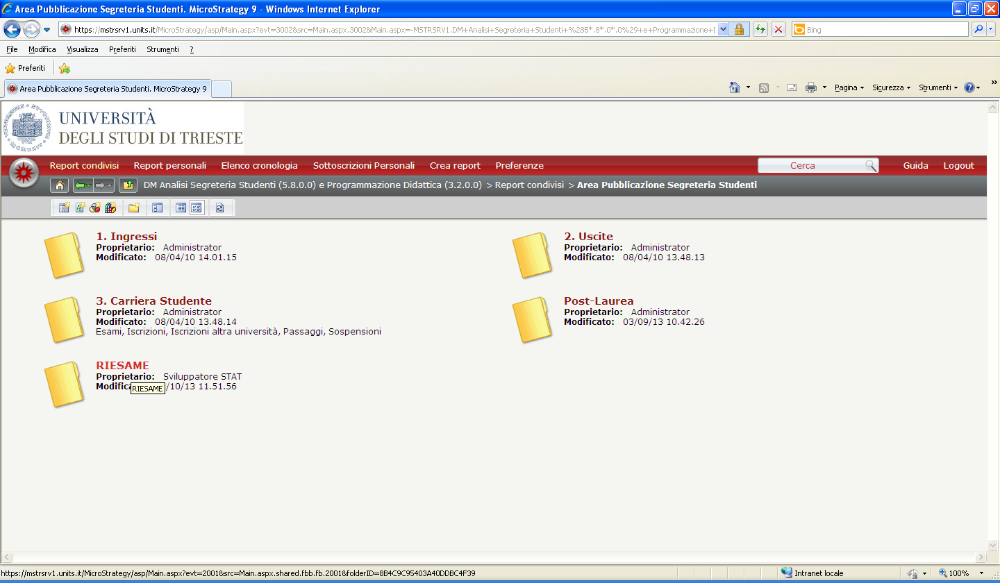 Area Pubblicazione Segreteria Studenti. MicroStrategy 9 - Windows Internet Explorer
https://mstrsrv1.units.it/MicroStrategy/asp/Main.aspx?evt=3002&src=Main.aspx.3002&Main.aspx=-MSTRSRV1.DM+Analisi+Segreteria+Studenti+%285*.8*.0*.0%29+e+Programmazione+D
Bing
File Modifica Visualizza Preferiti Strumenti ?
Preferiti
Area Pubblicazione Segreteria Studenti. MicroStrategy 9
Pagina Sicurezza Strumenti
UNIVERSITÀ
DEGLI STUDI DI TRIESTE
Report condivisi Report personali Elenco cronologia Sottoscrizioni Personali Crea report Preferenze Cerca Guida Logout
DM Analisi Segreteria Studenti (5.8.0.0) e Programmazione Didattica (3.2.0.0) > Report condivisi > Area Pubblicazione Segreteria Studenti
1. Ingressi
Proprietario: Administrator
Modificato: 08/04/10 14.01.15
2. Uscite
Proprietario: Administrator
Modificato: 08/04/10 13.48.13
3. Carriera Studente
Proprietario: Administrator
Modificato: 08/04/10 13.48.14
Esami, Iscrizioni, Iscrizioni altra università, Passaggi, Sospensioni
Post-Laurea
Proprietario: Administrator
Modificato: 03/09/13 10.42.26
RIESAME
Proprietario: Sviluppatore STAT
Modifica /10/13 11.51.56
RIESAME
https://mstrsrv1.units.it/MicroStrategy/asp/Main.aspx?evt=2001&src=Main.aspx.shared.fbb.fb.2001&folderID=8B4C9C95403A40DDBC4F39
Intranet locale
100%